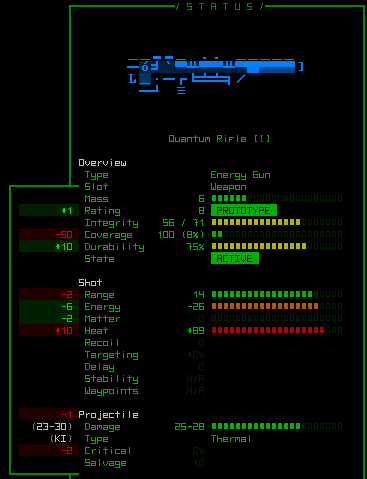 / S T A T U S /
Quantum Rifle (()
Overview
Type Energy Gun
Slot Weapon
Mass 6
+1 Rating 8 PROTOTYPE
Integrity 56 / 71
-50 Coverage 100 (8%)
+10 Durability 75%
State ACTIVE
Shot
-2 Range 14
-6 Energy -26
-2 Matter -0
+10 Heat +89
Recoil 0
Targeting +0%
Delay 0
Stability N/A
Waypoints N/A
-1 Projectile
(23-30) Damage 25-28
(KI) Type Thermal
-2 Critical 0%
Salvage +0